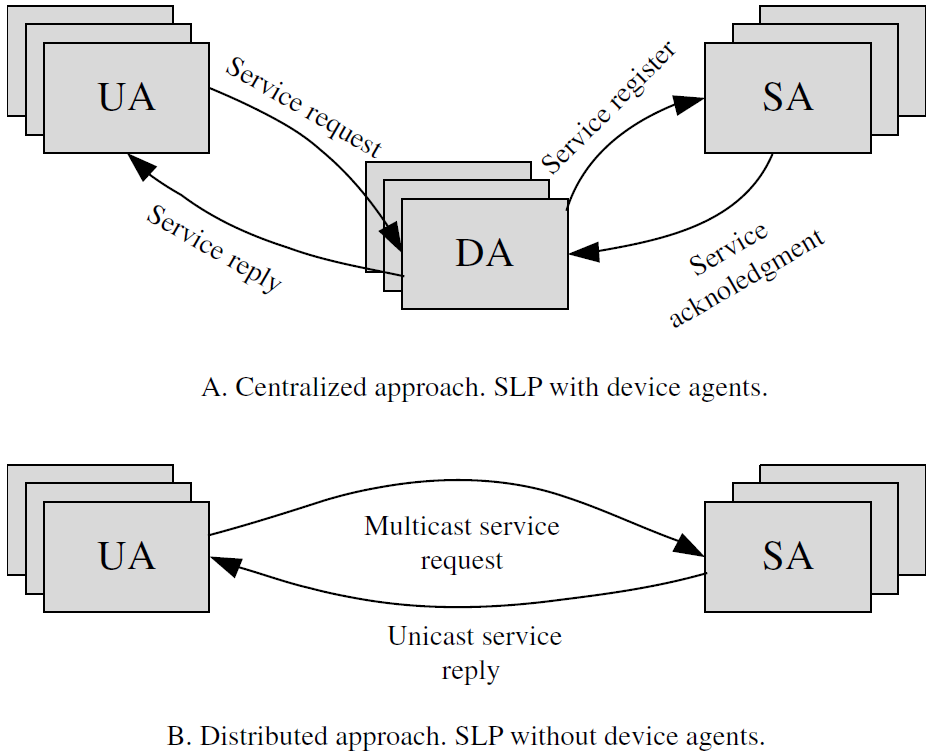 UA
Service request
Service register
SA
Service reply
DA
Service
acknoledgment
A. Centralized approach. SLP with device agents.
UA
Multicast service
request
SA
Unicast service
reply
B. Distributed approach. SLP without device agents.